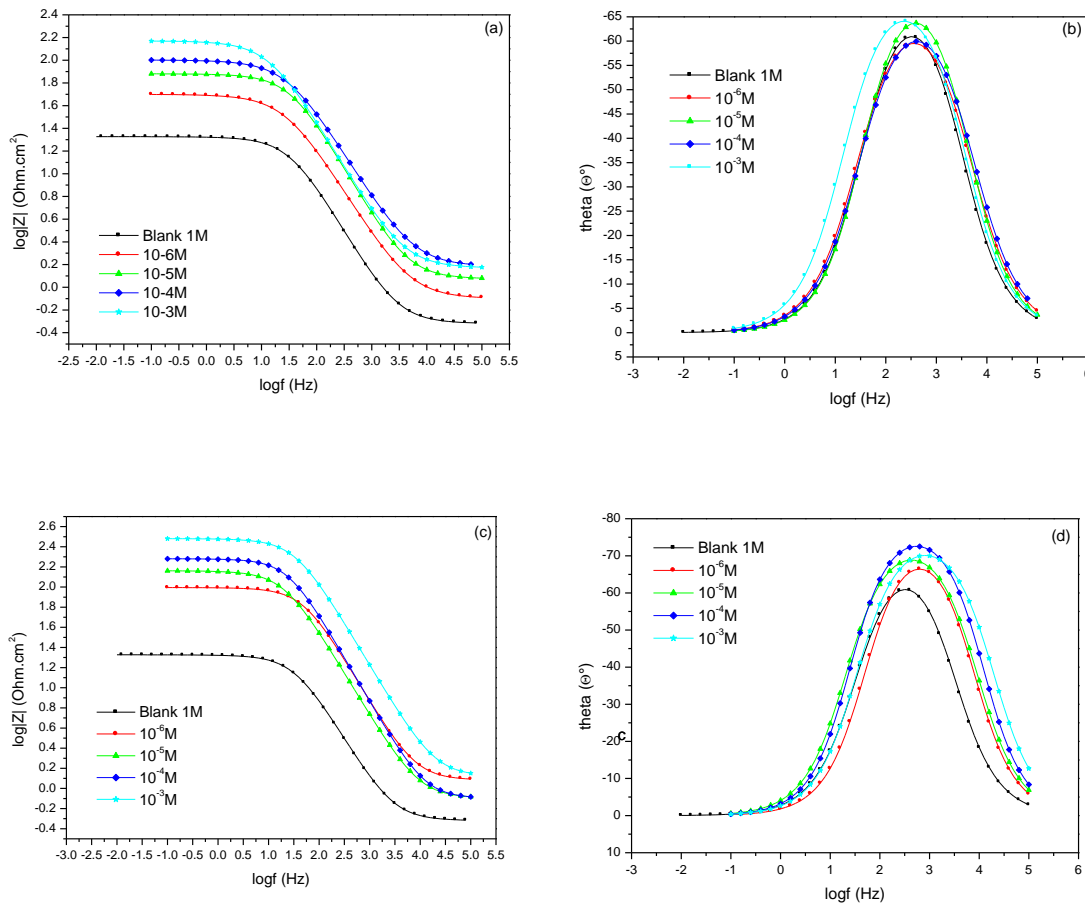 (a)
2.4
2.2
2.0
1.8
1.6
1.4
1.2
1.0
0.8
0.6
0.4
0.2
0.0
-0.2
-0.4
log|Z| (Ohm.cm²)
Blank 1M
10-6M
10-5M
10-4M
10-3M
-2.5 -2.0 -1.5 -1.0 -0.5 0.0 0.5 1.0 1.5 2.0 2.5 3.0 3.5 4.0 4.5 5.0 5.5
logf (Hz)
(b)
-65
-60
-55
-50
-45
-40
-35
-30
-25
-20
-15
-10
-5
0
5
theta (Θ°)
Blank 1M
10⁻⁶M
10⁻⁵M
10⁻⁴M
10⁻³M
-3 -2 -1 0 1 2 3 4 5 6
logf (Hz)
(c)
2.6
2.4
2.2
2.0
1.8
1.6
1.4
1.2
1.0
0.8
0.6
0.4
0.2
0.0
-0.2
-0.4
log|Z| (Ohm.cm²)
Blank 1M
10⁻⁶M
10⁻⁵M
10⁻⁴M
10⁻³M
-3.0 -2.5 -2.0 -1.5 -1.0 -0.5 0.0 0.5 1.0 1.5 2.0 2.5 3.0 3.5 4.0 4.5 5.0 5.5
logf (Hz)
(d)
-80
-70
-60
-50
-40
-30
-20
-10
0
10
theta (Θ°)
c
Blank 1M
10⁻⁶M
10⁻⁵M
10⁻⁴M
10⁻³M
-3 -2 -1 0 1 2 3 4 5 6
logf (Hz)